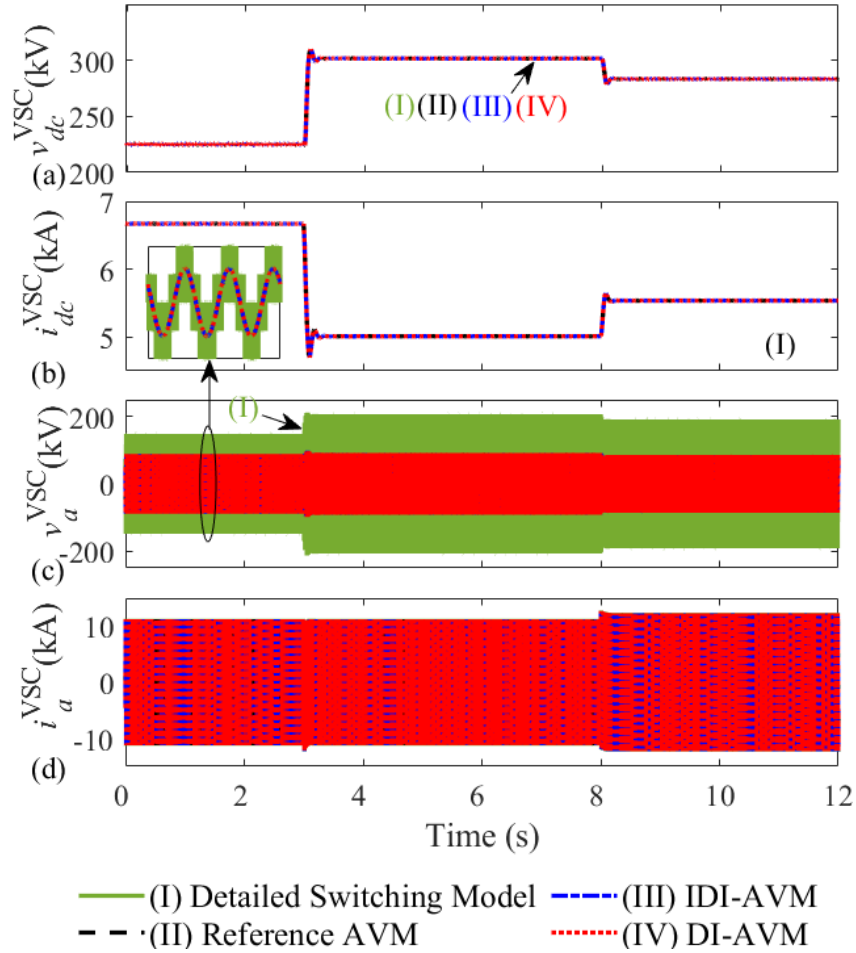 300
250
200
v_dc^VSC(kV)
(I) (II) (III) (IV)
(a)
7
6
5
i_dc^VSC(kA)
(I)
(b)
200
0
-200
v_a^VSC(kV)
(I)
(c)
10
0
-10
i_a^VSC(kA)
(d)
0 2 4 6 8 10 12
Time (s)
(I) Detailed Switching Model
(III) IDI-AVM
(II) Reference AVM
(IV) DI-AVM